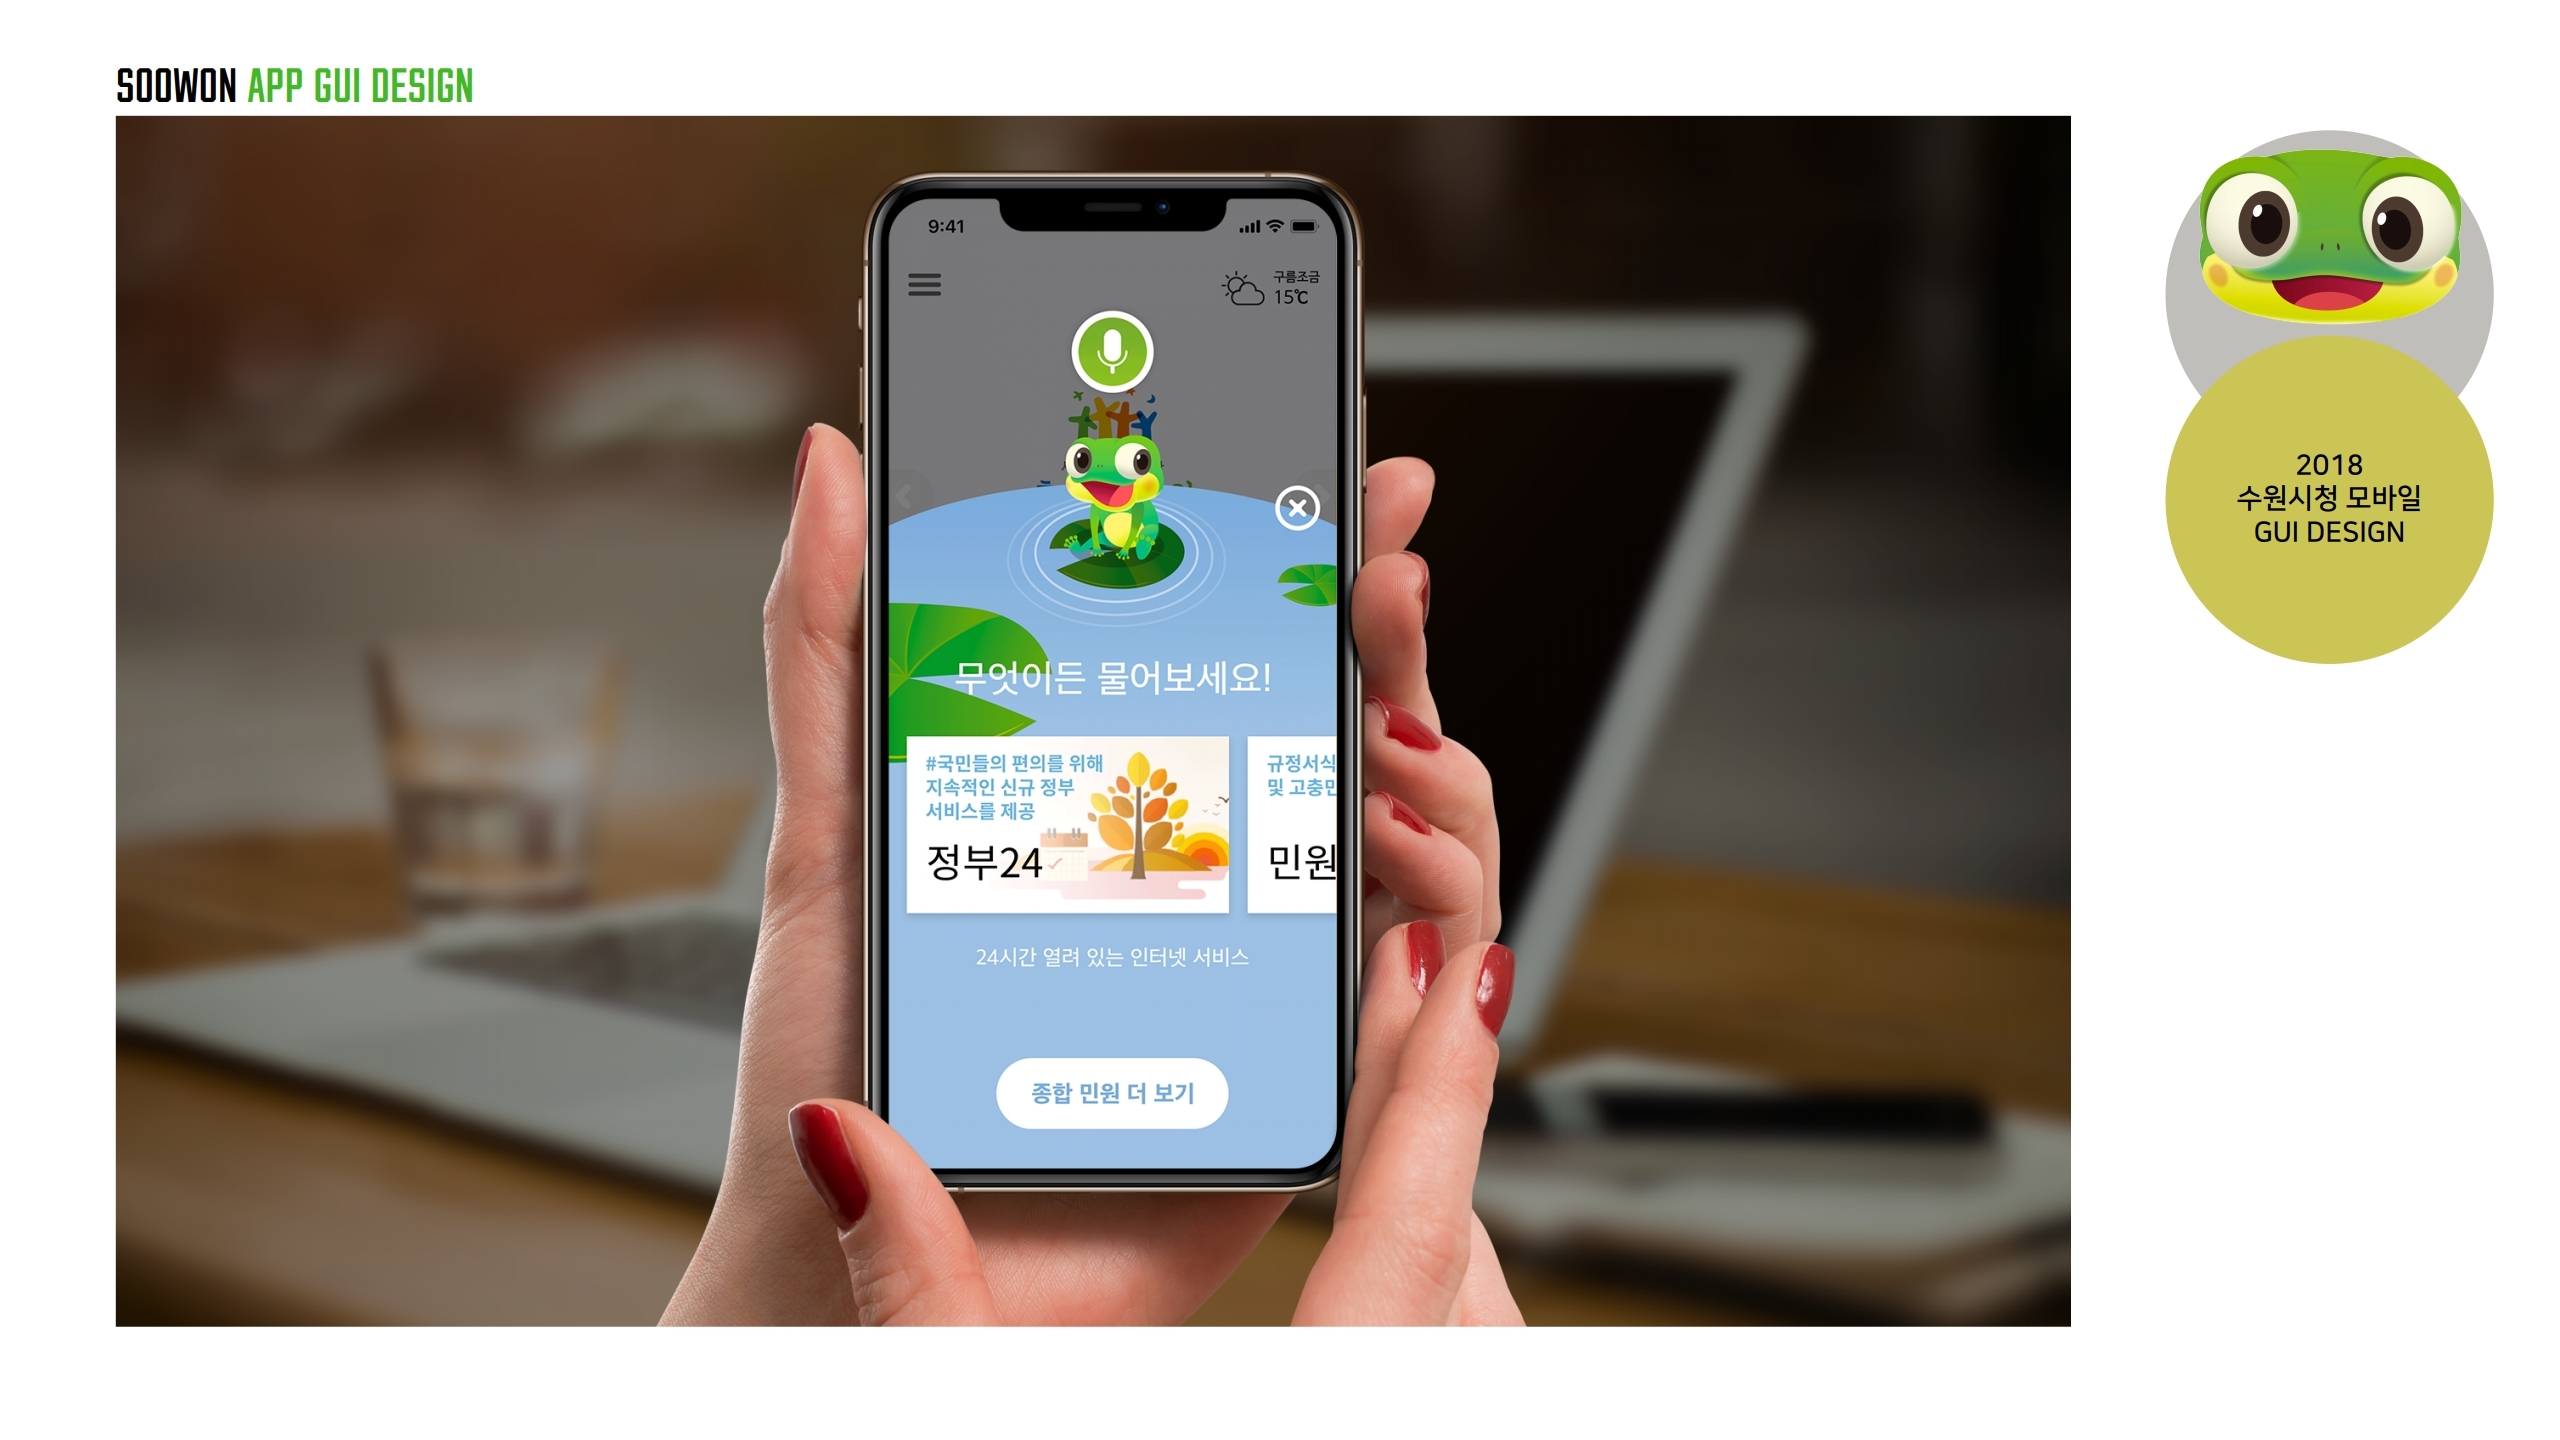 SOOWON APP GUI DESIGN
9:41
구름조금
15℃
무엇이든 물어보세요!
#국민들의 편의를 위해
지속적인 신규 정부
서비스를 제공
정부24
규정서식
및 고충민
민원
24시간 열려 있는 인터넷 서비스
종합 민원 더 보기
2018
수원시청 모바일
GUI DESIGN